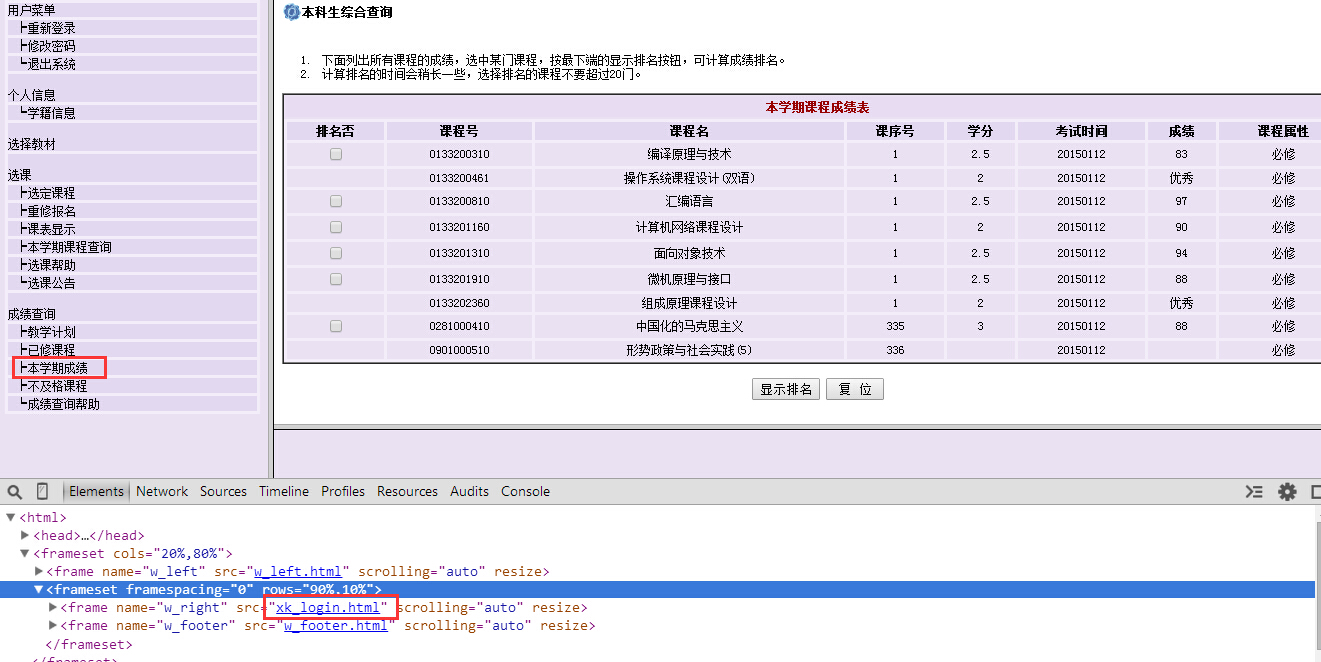 用户菜单
┝重新登录
┝修改密码
┕退出系统
个人信息
┕学籍信息
选择教材
选课
┝选定课程
┝重修报名
┝课表显示
┝本学期课程查询
┝选课帮助
┕选课公告
成绩查询
┝教学计划
┝已修课程
┝本学期成绩
┝不及格课程
┕成绩查询帮助
本科生综合查询
1. 下面列出所有课程的成绩，选中某门课程，按最下端的显示排名按钮，可计算成绩排名。
2. 计算排名的时间会稍长一些，选择排名的课程不要超过20门。
本学期课程成绩表
排名否 课程号 课程名 课序号 学分 考试时间 成绩 课程属性
0133200310 编译原理与技术 1 2.5 20150112 83 必修
0133200461 操作系统课程设计(双语) 1 2 20150112 优秀 必修
0133200810 汇编语言 1 2.5 20150112 97 必修
0133201160 计算机网络课程设计 1 2 20150112 90 必修
0133201310 面向对象技术 1 2.5 20150112 94 必修
0133201910 微机原理与接口 1 2.5 20150112 88 必修
0133202360 组成原理课程设计 1 2 20150112 优秀 必修
0281000410 中国化的马克思主义 335 3 20150112 88 必修
0901000510 形势政策与社会实践(5) 336 20150112 必修
显示排名 复 位
Elements Network Sources Timeline Profiles Resources Audits Console
▼<html>
▶<head>…</head>
▼<frameset cols="20%,80%">
▶<frame name="w_left" src="w_left.html" scrolling="auto" resize>
▼<frameset framespacing="0" rows="90%,10%">
▶<frame name="w_right" src="xk_login.html" scrolling="auto" resize>
▶<frame name="w_footer" src="w_footer.html" scrolling="auto" resize>
</frameset>
</frameset>